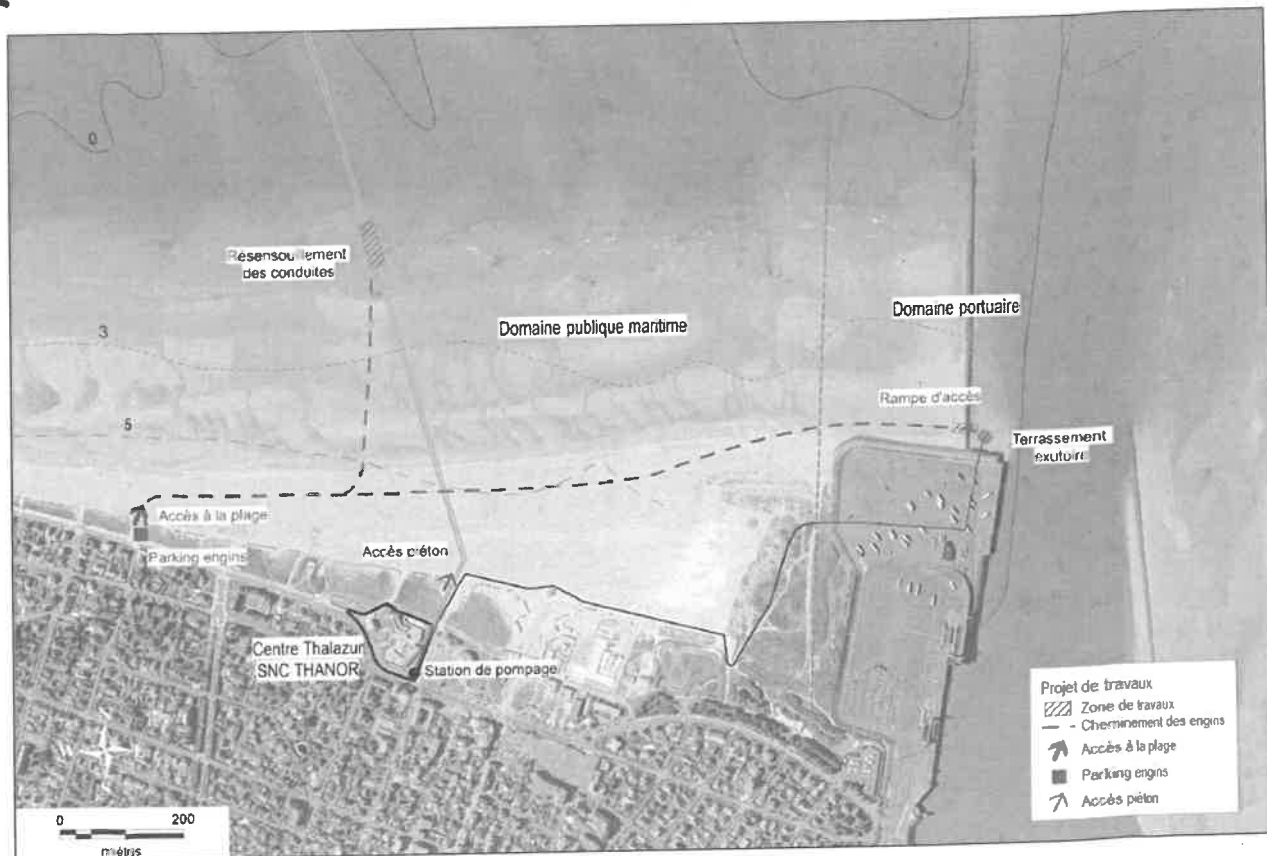 0
Résensouillement
des conduites
3
Domaine publique maritime
Domaine portuaire
Rampe d'accès
5
Terrassement
exutoire
Accès à la plage
Parking engins
Accès piéton
Centre Thalazur
SNC THANOR
Station de pompage
Projet de travaux
Zone de travaux
Cheminement des engins
Accès à la plage
Parking engins
Accès piéton
0 200
mètres